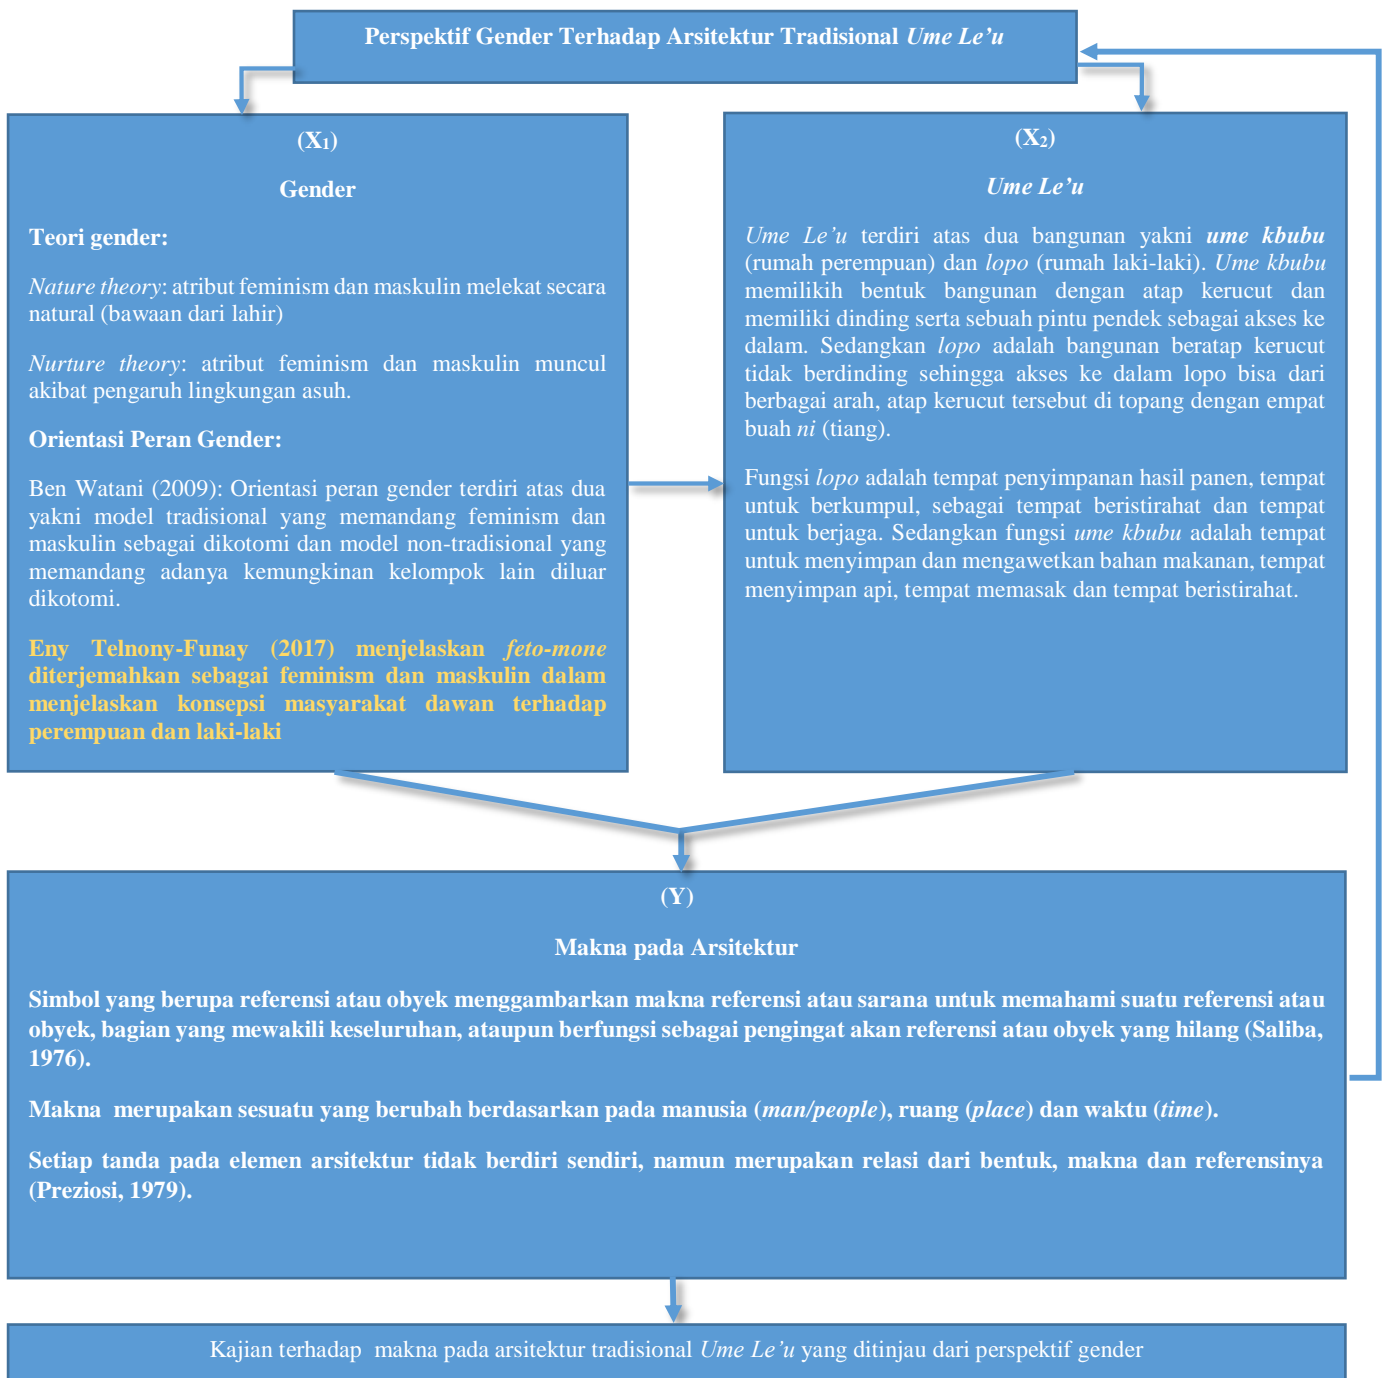 Perspektif Gender Terhadap Arsitektur Tradisional Ume Le’u
(X1)
Gender
Teori gender:
Nature theory: atribut feminism dan maskulin melekat secara
natural (bawaan dari lahir)
Nurture theory: atribut feminism dan maskulin muncul
akibat pengaruh lingkungan asuh.
Orientasi Peran Gender:
Ben Watani (2009): Orientasi peran gender terdiri atas dua
yakni model tradisional yang memandang feminism dan
maskulin sebagai dikotomi dan model non-tradisional yang
memandang adanya kemungkinan kelompok lain diluar
dikotomi.
Eny Telnony-Funay (2017) menjelaskan feto-mone
diterjemahkan sebagai feminism dan maskulin dalam
menjelaskan konsepsi masyarakat dawan terhadap
perempuan dan laki-laki
(X2)
Ume Le’u
Ume Le’u terdiri atas dua bangunan yakni ume kbubu
(rumah perempuan) dan lopo (rumah laki-laki). Ume kbubu
memilikih bentuk bangunan dengan atap kerucut dan
memiliki dinding serta sebuah pintu pendek sebagai akses ke
dalam. Sedangkan lopo adalah bangunan beratap kerucut
tidak berdinding sehingga akses ke dalam lopo bisa dari
berbagai arah, atap kerucut tersebut di topang dengan empat
buah ni (tiang).
Fungsi lopo adalah tempat penyimpanan hasil panen, tempat
untuk berkumpul, sebagai tempat beristirahat dan tempat
untuk berjaga. Sedangkan fungsi ume kbubu adalah tempat
untuk menyimpan dan mengawetkan bahan makanan, tempat
menyimpan api, tempat memasak dan tempat beristirahat.
(Y)
Makna pada Arsitektur
Simbol yang berupa referensi atau obyek menggambarkan makna referensi atau sarana untuk memahami suatu referensi atau
obyek, bagian yang mewakili keseluruhan, ataupun berfungsi sebagai pengingat akan referensi atau obyek yang hilang (Saliba,
1976).
Makna merupakan sesuatu yang berubah berdasarkan pada manusia (man/people), ruang (place) dan waktu (time).
Setiap tanda pada elemen arsitektur tidak berdiri sendiri, namun merupakan relasi dari bentuk, makna dan referensinya
(Preziosi, 1979).
Kajian terhadap makna pada arsitektur tradisional Ume Le’u yang ditinjau dari perspektif gender